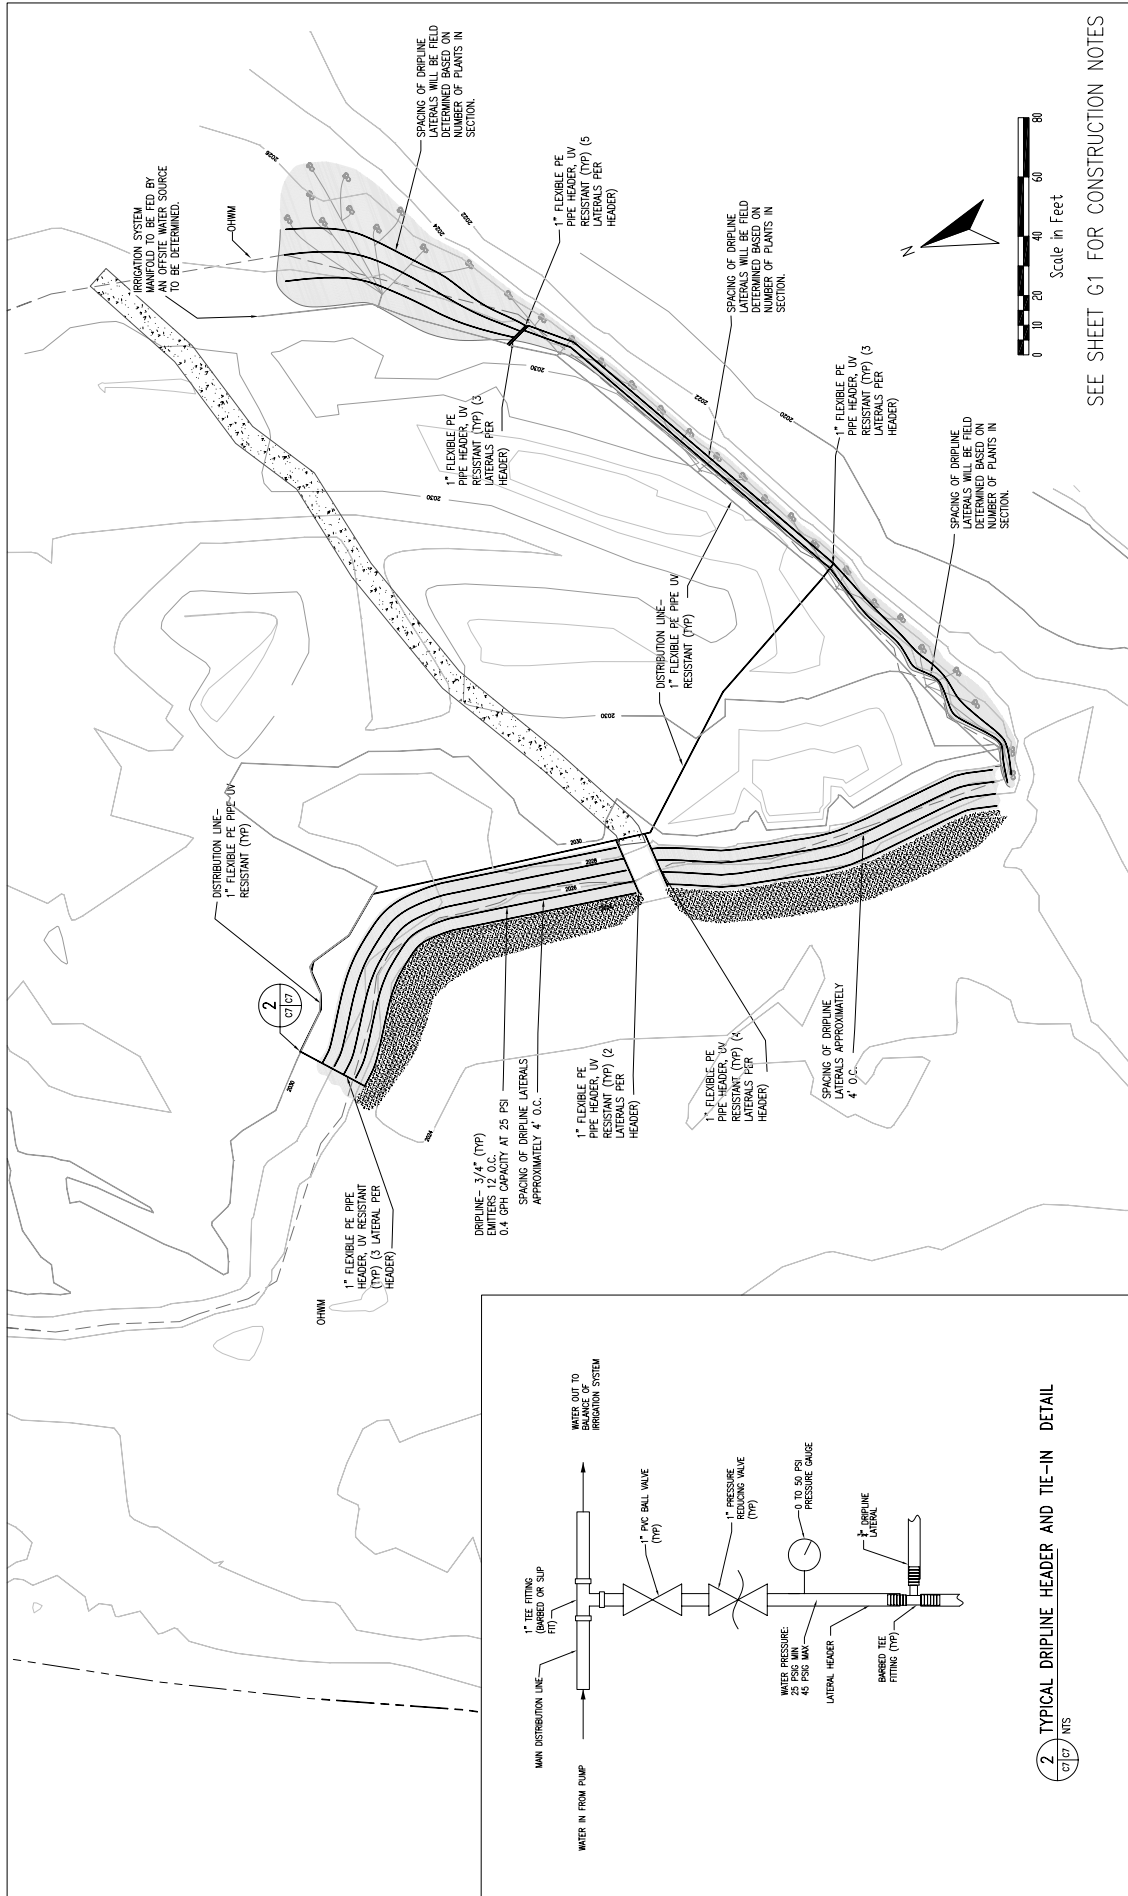 IRRIGATION SYSTEM
MANIFOLD TO BE FED BY
AN OFFSITE WATER SOURCE
TO BE DETERMINED.
OHWM
2026
2024
2022
SPACING OF DRIPLINE
LATERALS WILL BE FIELD
DETERMINED BASED ON
NUMBER OF PLANTS IN
SECTION.
1" FLEXIBLE PE
PIPE HEADER, UV
RESISTANT (TYP) (5
LATERALS PER
HEADER)
1" FLEXIBLE PE
PIPE HEADER, UV
RESISTANT (TYP) (3
LATERALS PER
HEADER)
2030
2030
2022
2020
SPACING OF DRIPLINE
LATERALS WILL BE FIELD
DETERMINED BASED ON
NUMBER OF PLANTS IN
SECTION.
1" FLEXIBLE PE
PIPE HEADER, UV
RESISTANT (TYP) (3
LATERALS PER
HEADER)
SPACING OF DRIPLINE
LATERALS WILL BE FIELD
DETERMINED BASED ON
NUMBER OF PLANTS IN
SECTION.
DISTRIBUTION LINE-
1" FLEXIBLE PE PIPE UV
RESISTANT (TYP)
2030
DISTRIBUTION LINE-
1" FLEXIBLE PE PIPE UV
RESISTANT (TYP)
2
C7 C7
2030
2028
2026
2030
2024
1" FLEXIBLE PE PIPE
HEADER, UV RESISTANT
(TYP) (3 LATERAL PER
HEADER)
OHWM
DRIPLINE- 3/4" (TYP)
EMITTERS 12 O.C.
0.4 GPH CAPACITY AT 25 PSI
SPACING OF DRIPLINE LATERALS
APPROXIMATELY 4' O.C.
1" FLEXIBLE PE
PIPE HEADER, UV
RESISTANT (TYP) (2
LATERALS PER
HEADER)
1" FLEXIBLE PE
PIPE HEADER, UV
RESISTANT (TYP) (4
LATERALS PER
HEADER)
SPACING OF DRIPLINE
LATERALS APPROXIMATELY
4' O.C.
N
0 10 20 40 60 80
Scale in Feet
SEE SHEET G1 FOR CONSTRUCTION NOTES
WATER IN FROM PUMP
MAIN DISTRIBUTION LINE
1" TEE FITTING
(BARBED OR SLIP
FIT)
WATER OUT TO
BALANCE OF
IRRIGATION SYSTEM
1" PVC BALL VALVE
(TYP)
1" PRESSURE
REDUCING VALVE
(TYP)
0 TO 50 PSI
PRESSURE GAUGE
WATER PRESSURE:
25 PSIG MIN
45 PSIG MAX
LATERAL HEADER
3/4" DRIPLINE
LATERAL
BARBED TEE
FITTING (TYP)
2
C7 C7
TYPICAL DRIPLINE HEADER AND TIE-IN DETAIL
NTS